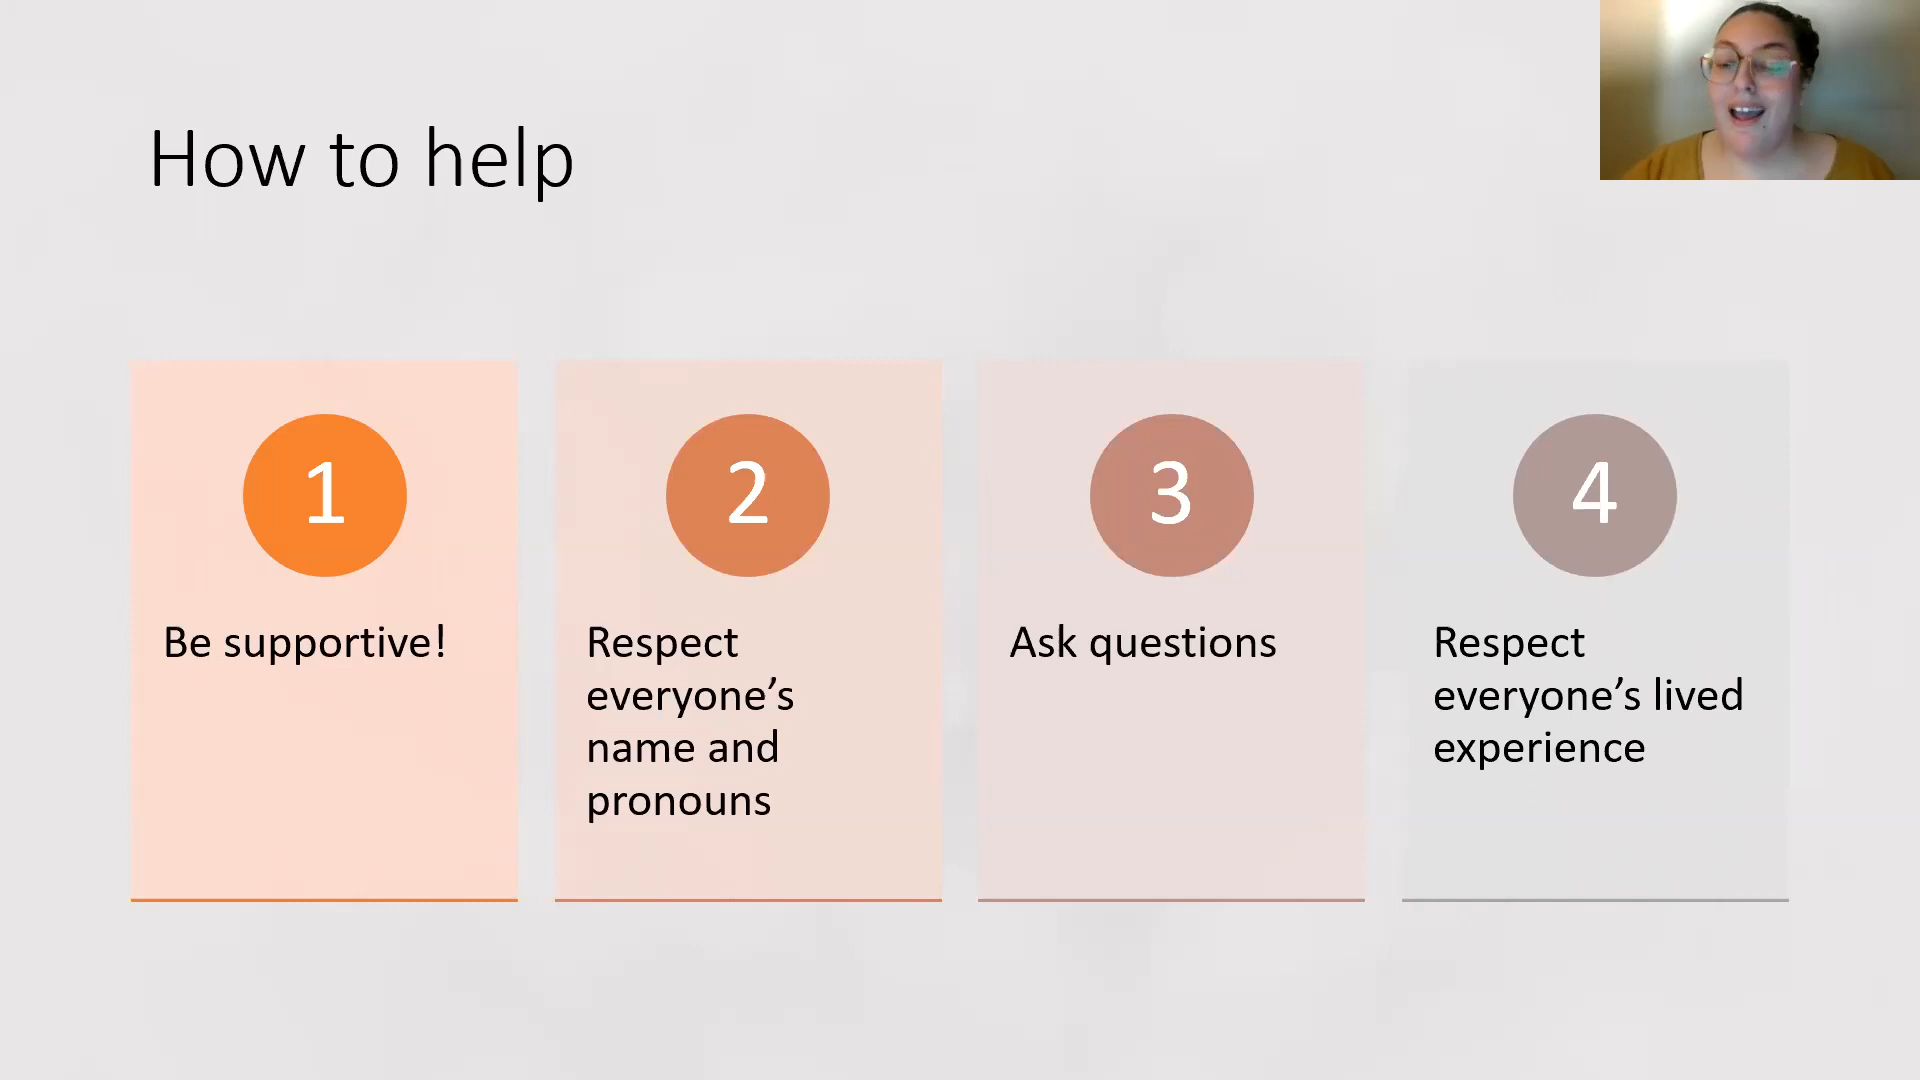 How to help
1
Be supportive!
2
Respect
everyone’s
name and
pronouns
3
Ask questions
4
Respect
everyone’s lived
experience